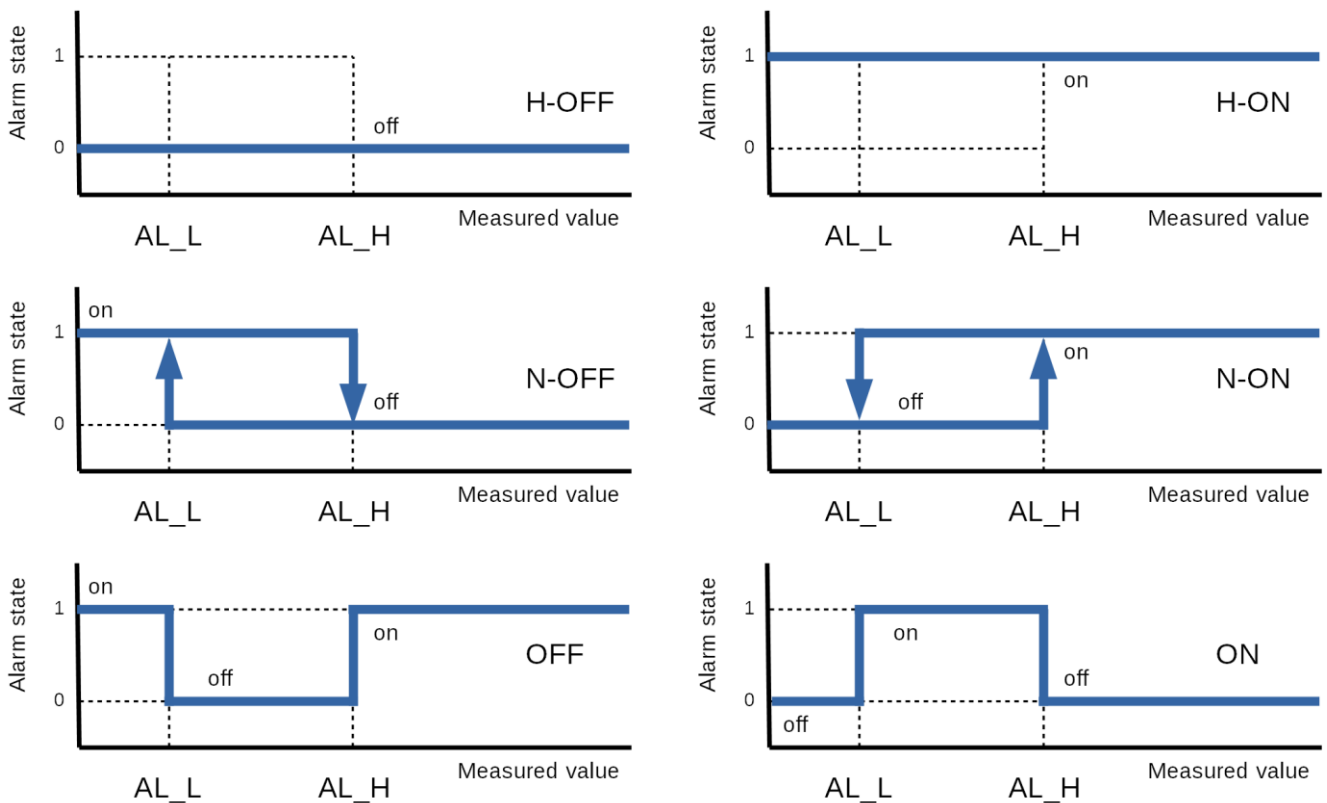 Alarm state
1
0
off
H-OFF
Measured value
AL_L
AL_H
Alarm state
1
0
on
H-ON
Measured value
AL_L
AL_H
Alarm state
on
1
0
off
N-OFF
Measured value
AL_L
AL_H
Alarm state
1
0
off
on
N-ON
Measured value
AL_L
AL_H
Alarm state
on
1
0
off
on
OFF
Measured value
AL_L
AL_H
Alarm state
1
0
off
on
off
ON
Measured value
AL_L
AL_H